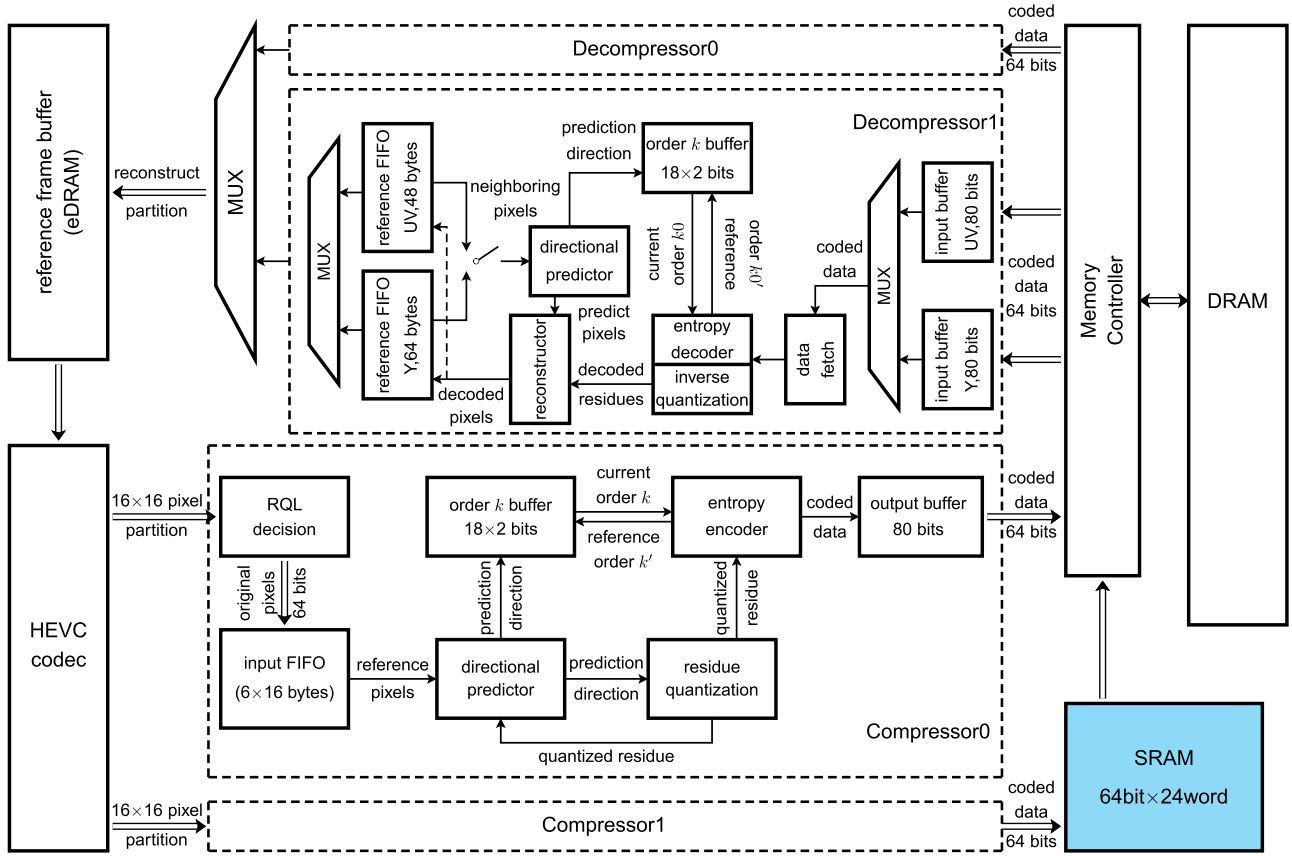 reference frame buffer
(eDRAM)
reconstruct
partition
MUX
Decompressor0
coded
data
64 bits
Decompressor1
MUX
reference FIFO
UV,48 bytes
reference FIFO
Y,64 bytes
neighboring
pixels
prediction
direction
order k buffer
18×2 bits
directional
predictor
predict
pixels
current
order k0
reference
order k0′
reconstructor
decoded
pixels
decoded
residues
entropy
decoder
inverse
quantization
data
fetch
coded
data
MUX
input buffer
UV,80 bits
input buffer
Y,80 bits
coded
data
64 bits
Memory
Controller
DRAM
HEVC
codec
16×16 pixel
partition
RQL
decision
original
pixels
64 bits
input FIFO
(6×16 bytes)
reference
pixels
order k buffer
18×2 bits
prediction
direction
directional
predictor
prediction
direction
residue
quantization
quantized residue
quantized
residue
current
order k
reference
order k′
entropy
encoder
coded
data
output buffer
80 bits
coded
data
64 bits
Compressor0
16×16 pixel
partition
Compressor1
coded
data
64 bits
SRAM
64bit×24word